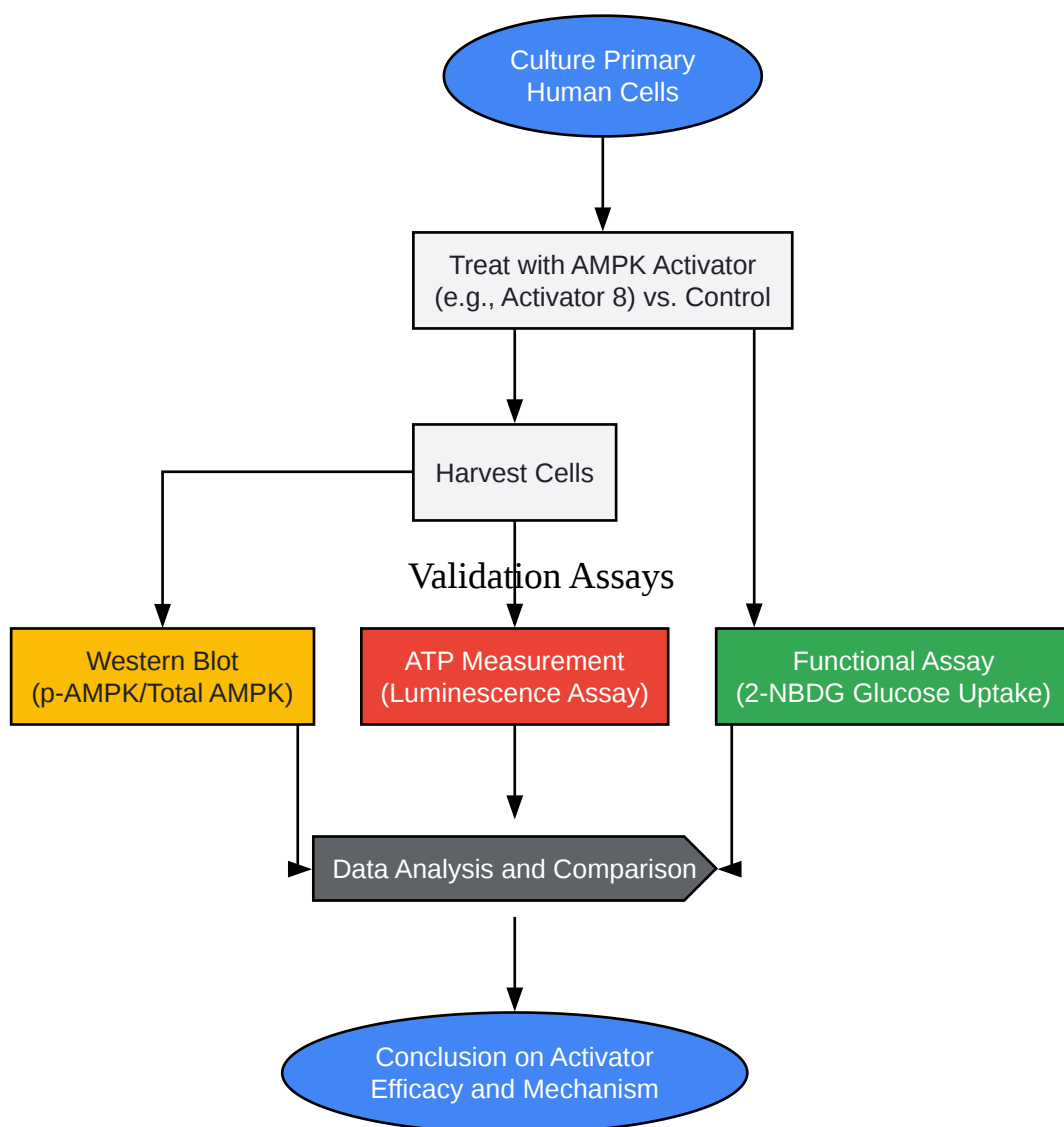 Culture Primary
Human Cells
Treat with AMPK Activator
(e.g., Activator 8) vs. Control
Harvest Cells
Validation Assays
Western Blot
(p-AMPK/Total AMPK)
ATP Measurement
(Luminescence Assay)
Functional Assay
(2-NBDG Glucose Uptake)
Data Analysis and Comparison
Conclusion on Activator
Efficacy and Mechanism